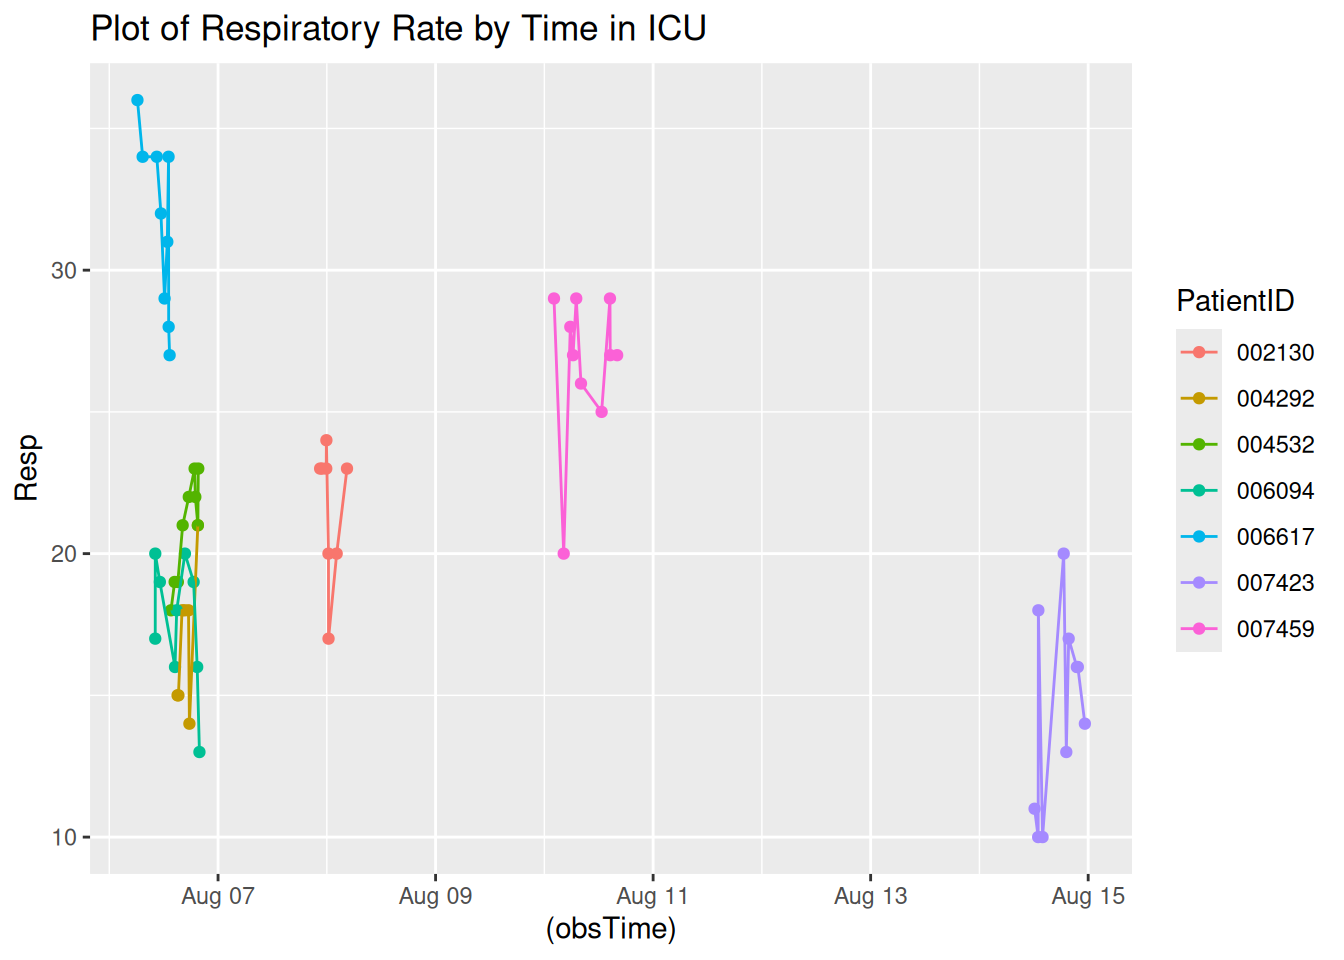 Plot of Respiratory Rate by Time in ICU
Resp
30
20
10
Aug 07 Aug 09 Aug 11 Aug 13 Aug 15
(obsTime)
PatientID
002130
004292
004532
006094
006617
007423
007459